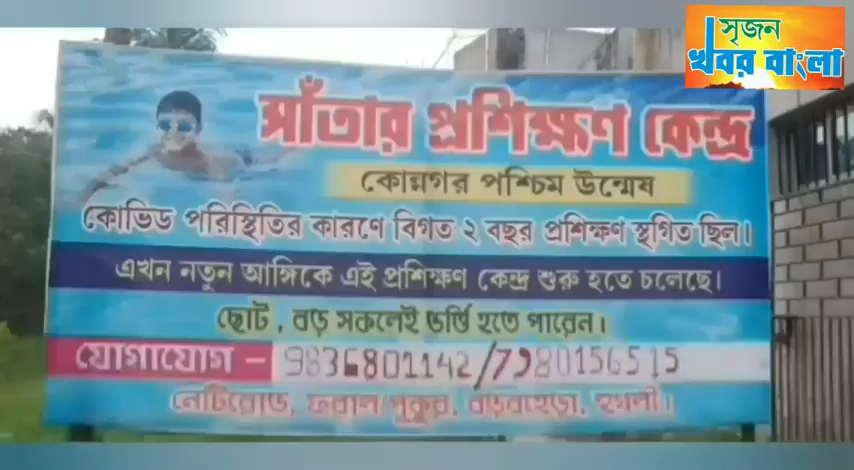 সৃজন
খবর বাংলা
সাঁতার প্রশিক্ষণ কেন্দ্র
কোন্নগর পশ্চিম উন্মেষ
কোভিড পরিস্থিতির কারণে বিগত ২ বছর প্রশিক্ষণ স্থগিত ছিল।
এখন নতুন আঙ্গিকে এই প্রশিক্ষণ কেন্দ্র শুরু হতে চলেছে।
ছোট , বড় সকলেই ভর্তি হতে পারেন।
যোগাযোগ – 9836801142/7980156515
নেটিরোড, পুকুর, বড়বহেড়া, হুগলী।